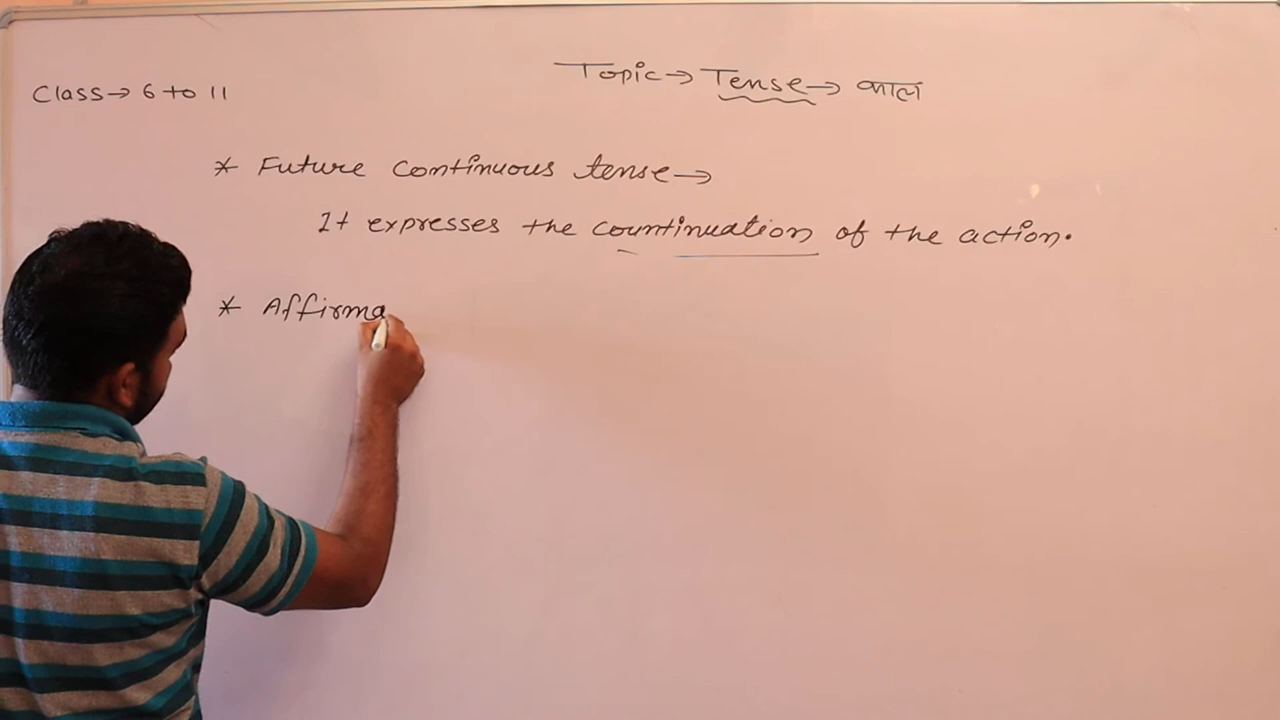 Topic→ Tense→ काल
Class→ 6 to 11
* Future continuous tense→
It expresses the countinuation of the action.
* Affirma